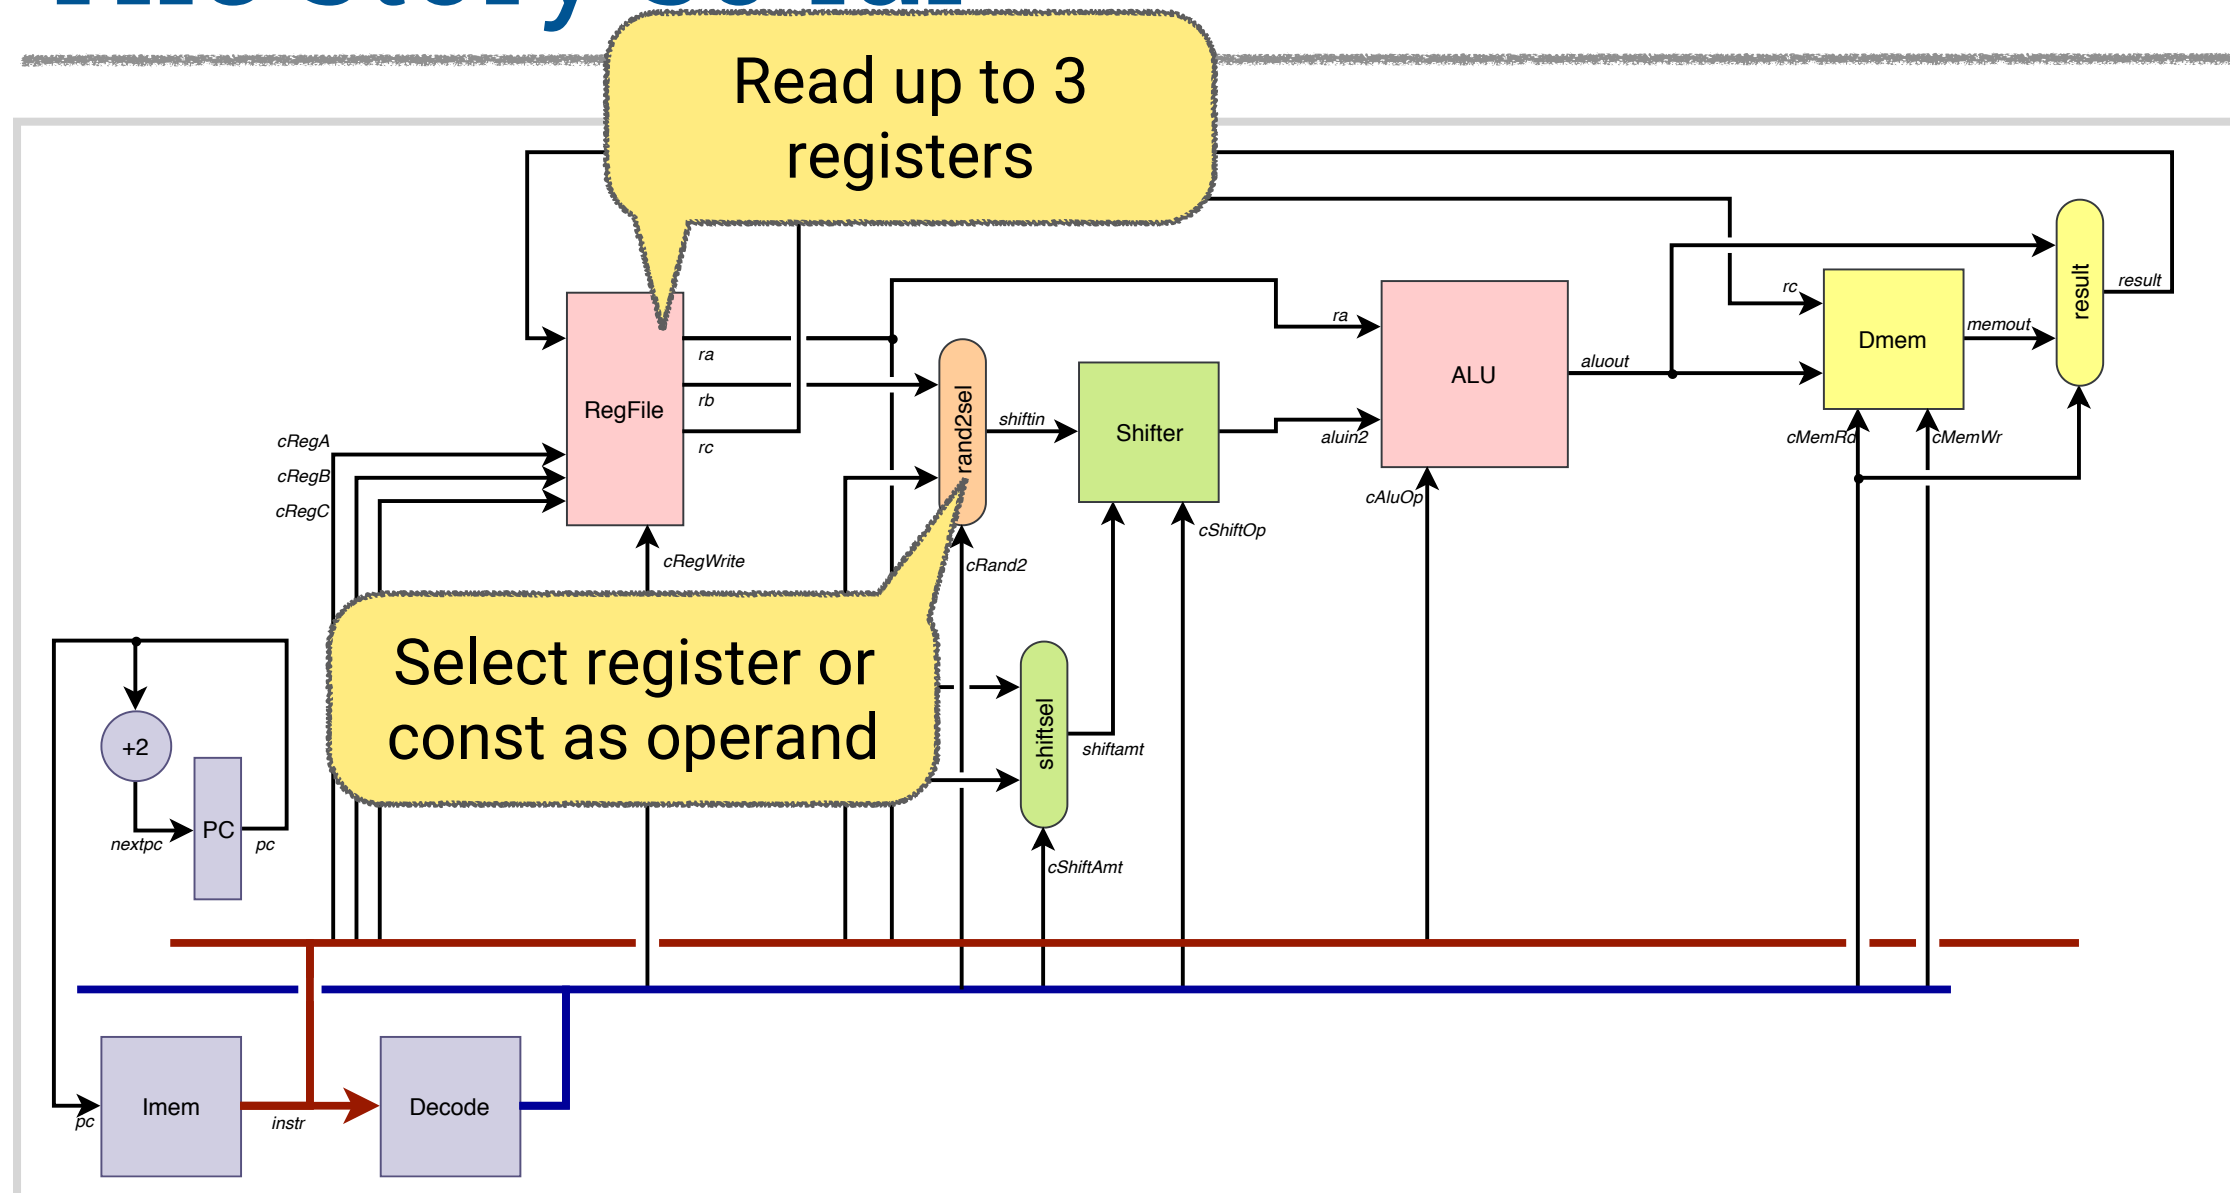 Read up to 3
registers
result
result
rc
Dmem
memout
ra
ALU
aluout
ra
rb
rc
RegFile
rand2sel
shiftin
Shifter
aluin2
cRegA
cRegB
cRegC
cMemRd
cMemWr
cAluOp
cShiftOp
cRegWrite
cRand2
Select register or
const as operand
shiftsel
shiftamt
+2
PC
nextpc
pc
cShiftAmt
Imem
Decode
pc
instr